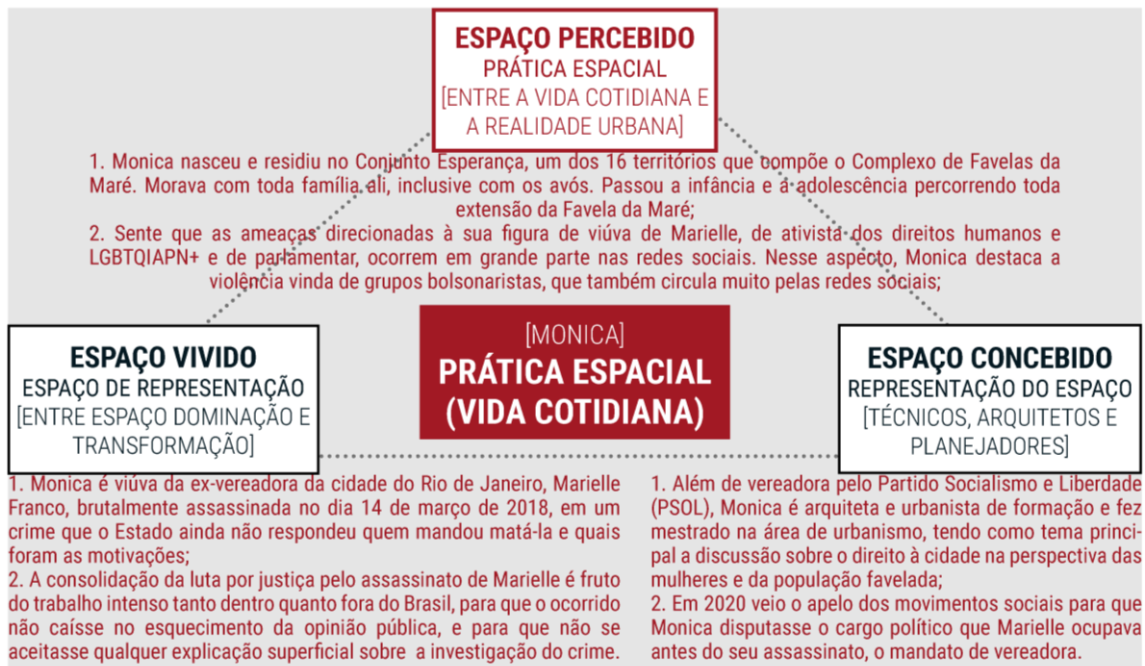 ESPAÇO PERCEBIDO
PRÁTICA ESPACIAL
[ENTRE A VIDA COTIDIANA E
A REALIDADE URBANA]
1. Monica nasceu e residiu no Conjunto Esperança, um dos 16 territórios que compõe o Complexo de Favelas da
Maré. Morava com toda família ali, inclusive com os avós. Passou a infância e a adolescência percorrendo toda
extensão da Favela da Maré;
2. Sente que as ameaças direcionadas à sua figura de viúva de Marielle, de ativista dos direitos humanos e
LGBTQIAPN+ e de parlamentar, ocorrem em grande parte nas redes sociais. Nesse aspecto, Monica destaca a
violência vinda de grupos bolsonaristas, que também circula muito pelas redes sociais;
[MONICA]
PRÁTICA ESPACIAL
(VIDA COTIDIANA)
ESPAÇO VIVIDO
ESPAÇO DE REPRESENTAÇÃO
[ENTRE ESPAÇO DOMINAÇÃO E
TRANSFORMAÇÃO]
1. Monica é viúva da ex-vereadora da cidade do Rio de Janeiro, Marielle
Franco, brutalmente assassinada no dia 14 de março de 2018, em um
crime que o Estado ainda não respondeu quem mandou matá-la e quais
foram as motivações;
2. A consolidação da luta por justiça pelo assassinato de Marielle é fruto
do trabalho intenso tanto dentro quanto fora do Brasil, para que o ocorrido
não caísse no esquecimento da opinião pública, e para que não se
aceitasse qualquer explicação superficial sobre a investigação do crime.
ESPAÇO CONCEBIDO
REPRESENTAÇÃO DO ESPAÇO
[TÉCNICOS, ARQUITETOS E
PLANEJADORES]
1. Além de vereadora pelo Partido Socialismo e Liberdade
(PSOL), Monica é arquiteta e urbanista de formação e fez
mestrado na área de urbanismo, tendo como tema princi-
pal a discussão sobre o direito à cidade na perspectiva das
mulheres e da população favelada;
2. Em 2020 veio o apelo dos movimentos sociais para que
Monica disputasse o cargo político que Marielle ocupava
antes do seu assassinato, o mandato de vereadora.